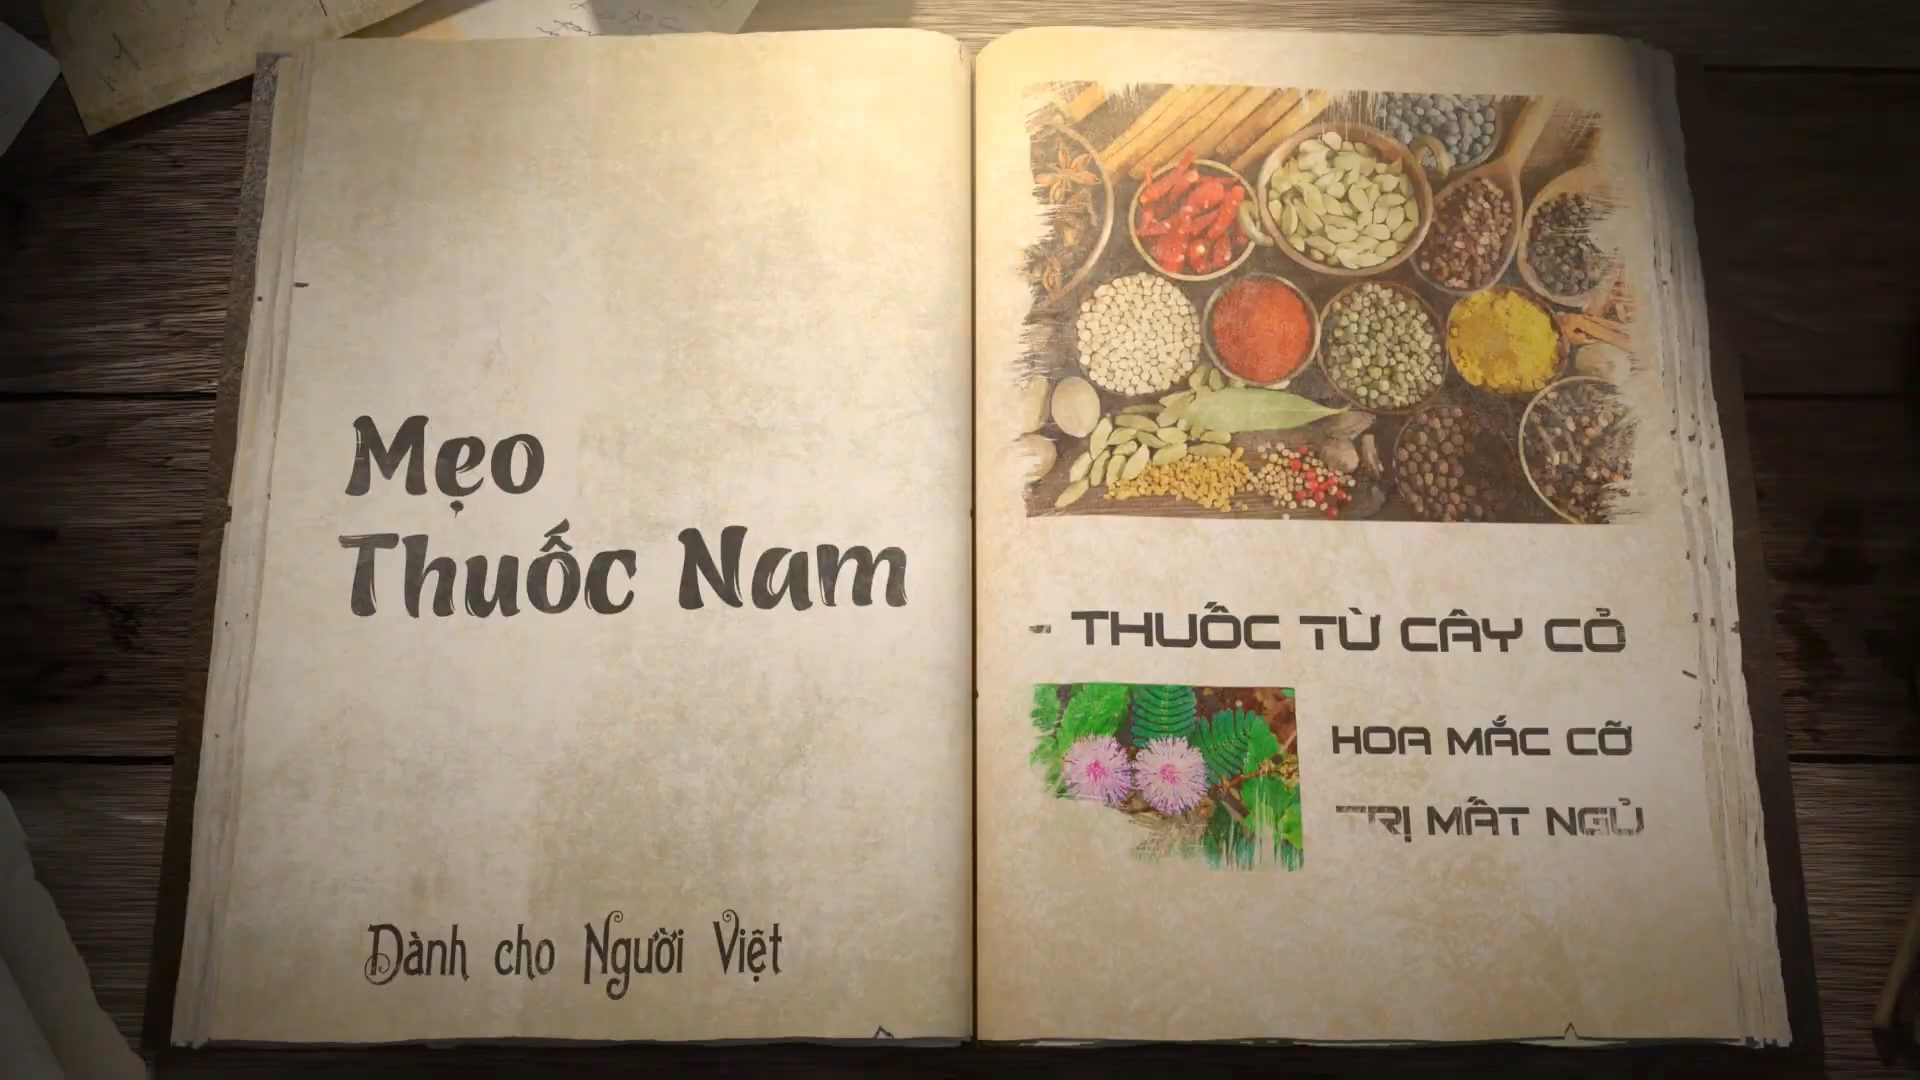 Mẹo
Thuốc Nam
Dành cho Người Việt
- THUỐC TỪ CÂY CỎ
HOA MẮC CỠ
TRỊ MẤT NGỦ